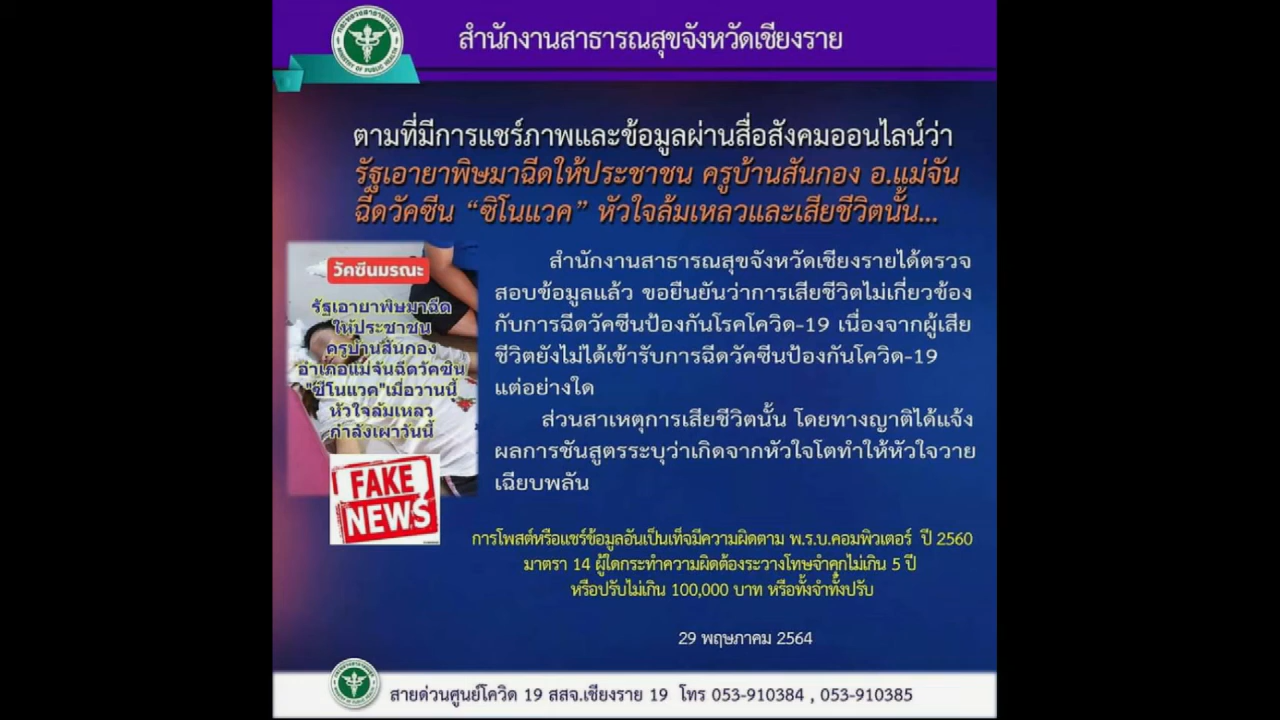 กระทรวงสาธารณสุข
MINISTRY OF PUBLIC HEALTH
สำนักงานสาธารณสุขจังหวัดเชียงราย
ตามที่มีการแชร์ภาพและข้อมูลผ่านสื่อสังคมออนไลน์ว่า
รัฐเอายาพิษมาฉีดให้ประชาชน ครูบ้านสันกอง อ.แม่จัน
ฉีดวัคซีน “ซิโนแวค” หัวใจล้มเหลวและเสียชีวิตนั้น...
วัคซีนมรณะ
รัฐเอายาพิษมาฉีด
ให้ประชาชน
ครูบ้านสันกอง
อำเภอแม่จันฉีดวัคซีน
"ซีโนแวค"เมื่อวานนี้
หัวใจล้มเหลว
กำลังเผาวันนี้
FAKE
NEWS
สำนักงานสาธารณสุขจังหวัดเชียงรายได้ตรวจ
สอบข้อมูลแล้ว ขอยืนยันว่าการเสียชีวิตไม่เกี่ยวข้อง
กับการฉีดวัคซีนป้องกันโรคโควิด-19 เนื่องจากผู้เสีย
ชีวิตยังไม่ได้เข้ารับการฉีดวัคซีนป้องกันโควิด-19
แต่อย่างใด
ส่วนสาเหตุการเสียชีวิตนั้น โดยทางญาติได้แจ้ง
ผลการชันสูตรระบุว่าเกิดจากหัวใจโตทำให้หัวใจวาย
เฉียบพลัน
การโพสต์หรือแชร์ข้อมูลอันเป็นเท็จมีความผิดตาม พ.ร.บ.คอมพิวเตอร์ ปี 2560
มาตรา 14 ผู้ใดกระทำความผิดต้องระวางโทษจำคุกไม่เกิน 5 ปี
หรือปรับไม่เกิน 100,000 บาท หรือทั้งจำทั้งปรับ
29 พฤษภาคม 2564
สายด่วนศูนย์โควิด 19 สสจ.เชียงราย 19 โทร 053-910384 , 053-910385